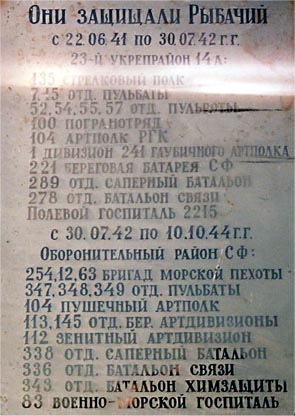 Они защищали Рыбачий
с 22.06.41 по 30.07.42 г.г.
23-й укрепрайон 14а:
135 стрелковый полк
7,15 отд. пульбаты
52,54,55,57 отд. пульроты
100 погранотряд
104 артполк РГК
1 дивизион 241 гаубичного артполка
221 береговая батарея СФ
289 отд. саперный батальон
278 отд. батальон связи
Полевой госпиталь 2215
с 30.07.42 по 10.10.44 г.г.
Оборонительный район СФ:
254,12,63 бригад морской пехоты
347,348,349 отд. пульбаты
104 пушечный артполк
113,145 отд. бер. артдивизионы
112 зенитный артдивизион
338 отд. саперный батальон
336 отд. батальон связи
343 отд. батальон химзащиты
83 военно-морской госпиталь